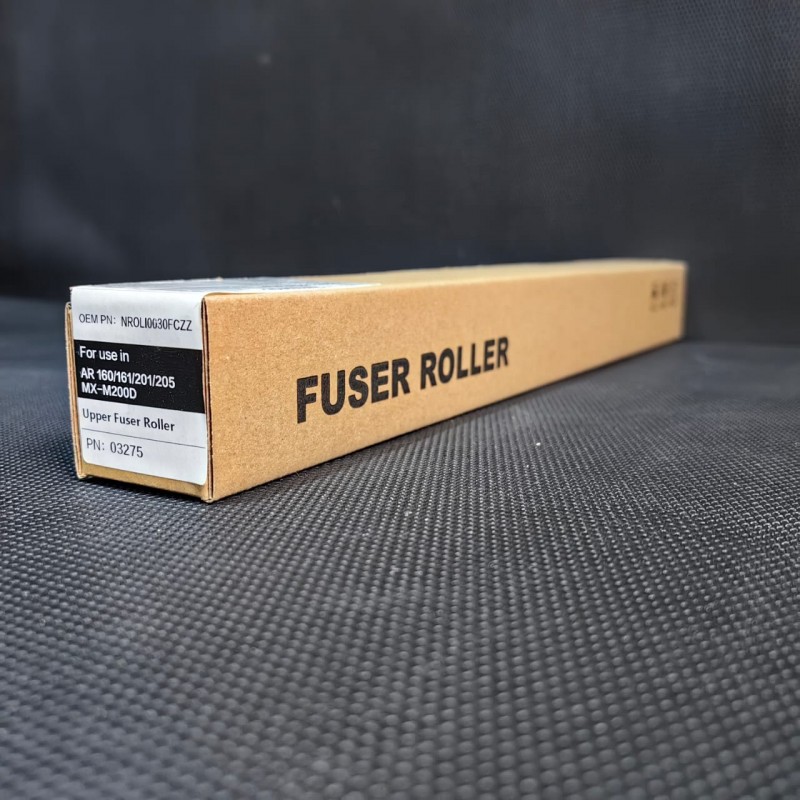 OEM PN: NROLI0030FCZZ
For use in
AR 160/161/201/205
MX-M200D
Upper Fuser Roller
PN: 03275
FUSER ROLLER